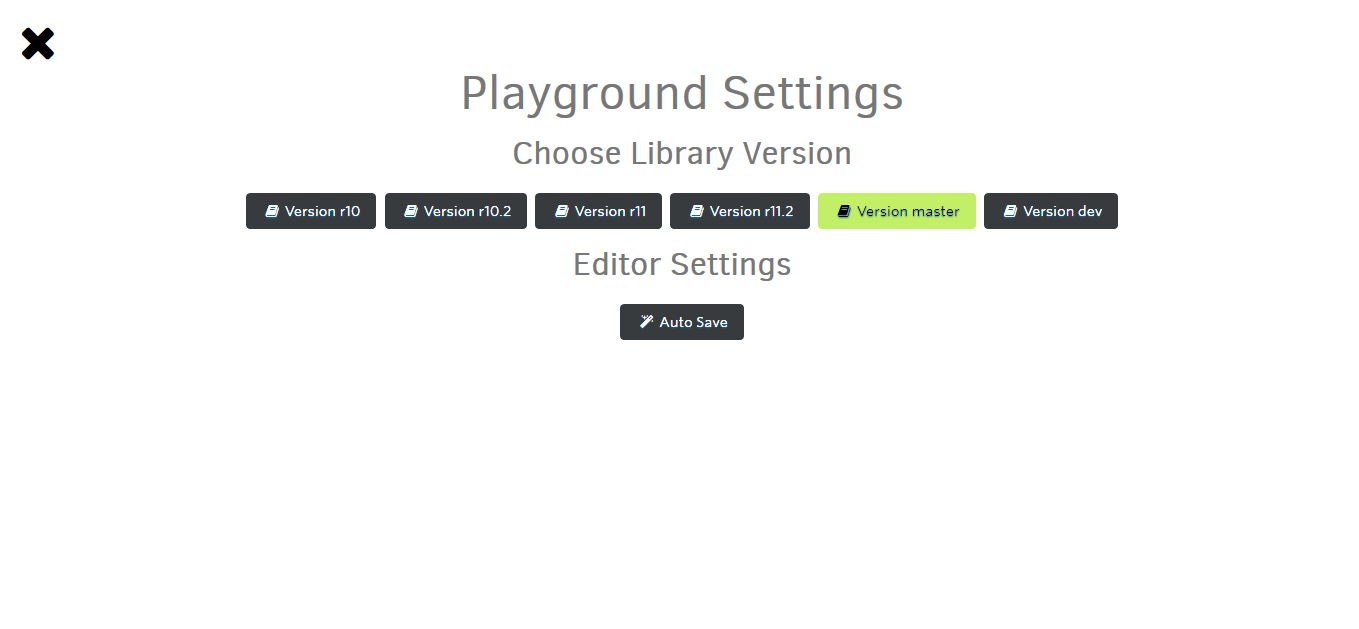 Playground Settings
Choose Library Version
Version r10 Version r10.2 Version r11 Version r11.2 Version master Version dev
Editor Settings
Auto Save